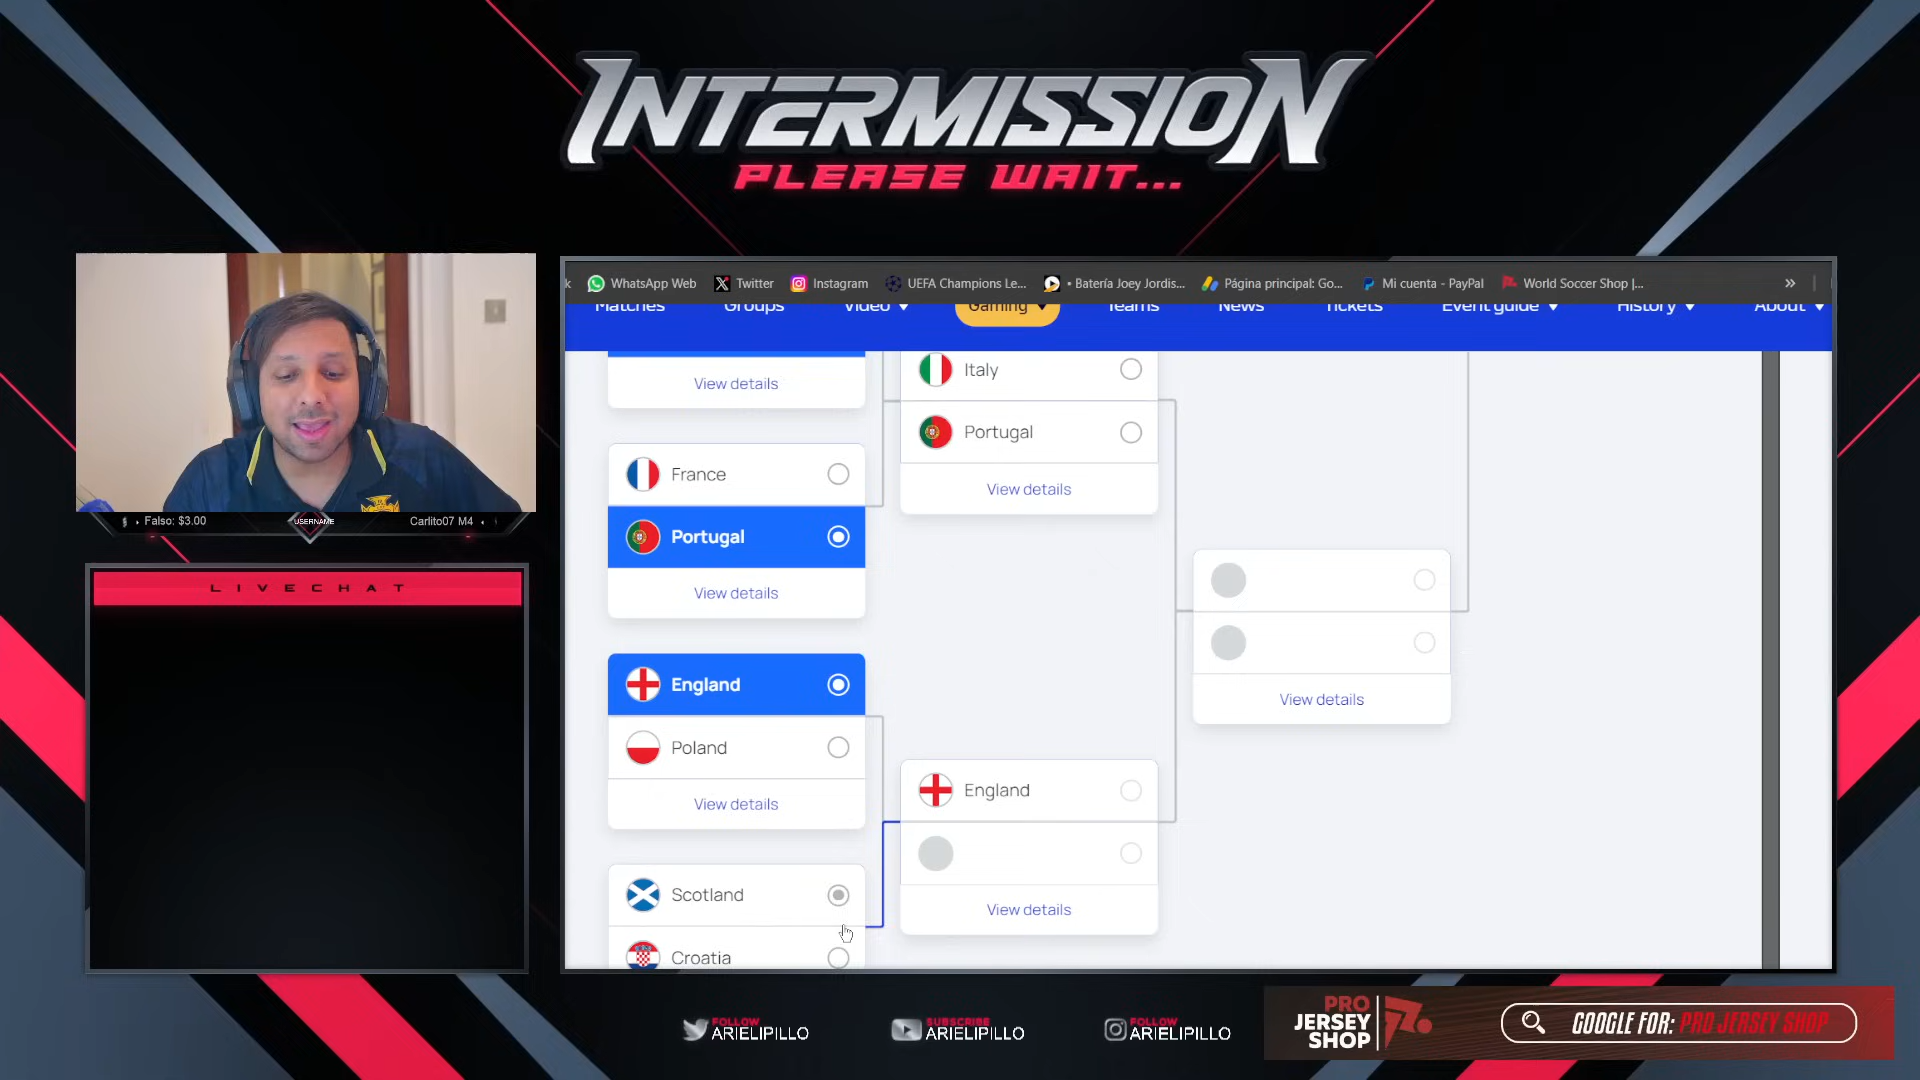 INTERMISSION
PLEASE WAIT...
WhatsApp Web
Twitter
Instagram
UEFA Champions Le...
• Batería Joey Jordis...
Página principal: Go...
Mi cuenta - PayPal
World Soccer Shop |...
»
Matches
Groups
Video
Gaming
Teams
News
Tickets
Event guide
History
About
View details
Italy
Portugal
View details
France
Portugal
View details
England
Poland
View details
View details
England
View details
Scotland
Croatia
Falso: $3.00
USERNAME
Carlito07 M4
LIVECHAT
FOLLOW
ARIELIPILLO
SUBSCRIBE
ARIELIPILLO
FOLLOW
ARIELIPILLO
PRO
JERSEY
SHOP
GOOGLE FOR: PRO JERSEY SHOP